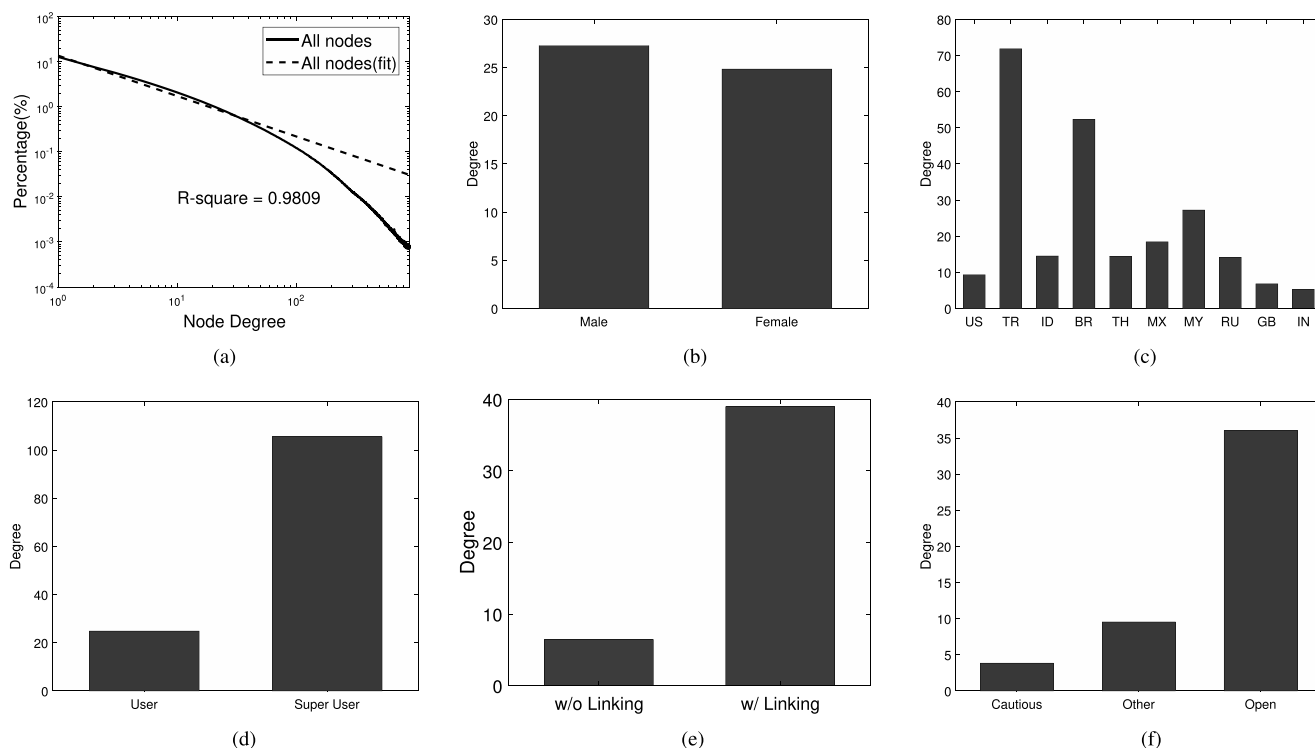 10^2
10^1
10^0
10^-1
10^-2
10^-3
10^-4
Percentage(%)
All nodes
All nodes(fit)
R-square = 0.9809
10^0 10^1 10^2
Node Degree
(a)
30
25
20
15
10
5
0
Degree
Male Female
(b)
80
70
60
50
40
30
20
10
0
Degree
US TR ID BR TH MX MY RU GB IN
(c)
120
100
80
60
40
20
0
Degree
User Super User
(d)
40
30
20
10
0
Degree
w/o Linking w/ Linking
(e)
40
35
30
25
20
15
10
5
0
Degree
Cautious Other Open
(f)